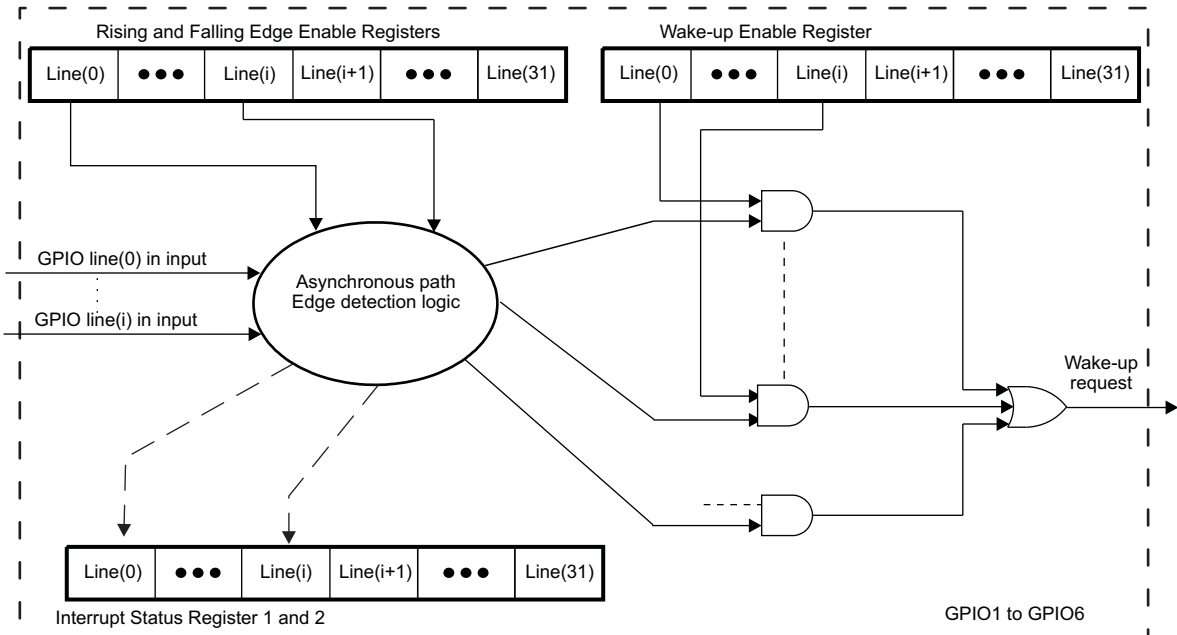 Rising and Falling Edge Enable Registers
Wake-up Enable Register
Line(0) ●●● Line(i) Line(i+1) ●●● Line(31)
Line(0) ●●● Line(i) Line(i+1) ●●● Line(31)
GPIO line(0) in input
GPIO line(i) in input
Asynchronous path
Edge detection logic
Wake-up
request
Line(0) ●●● Line(i) Line(i+1) ●●● Line(31)
Interrupt Status Register 1 and 2
GPIO1 to GPIO6